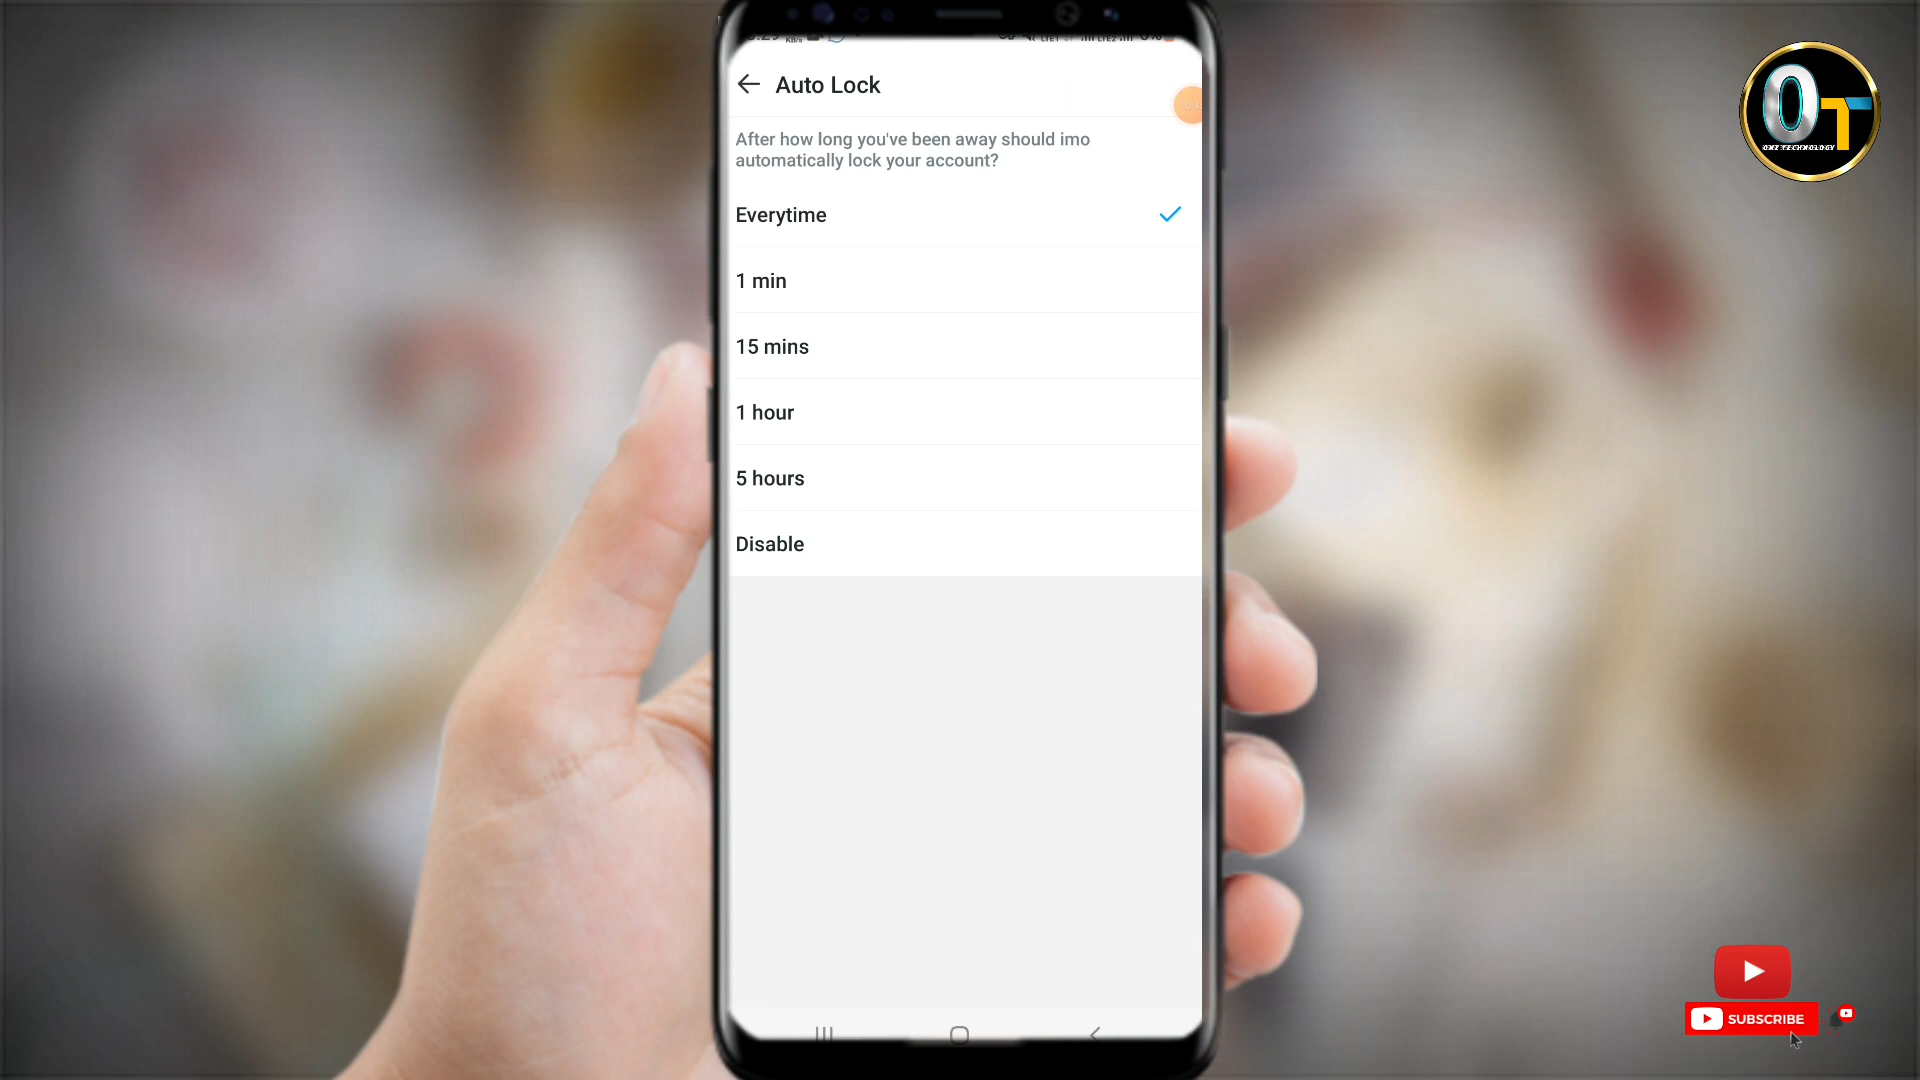 Auto Lock
After how long you've been away should imo
automatically lock your account?
Everytime
1 min
15 mins
1 hour
5 hours
Disable
OT
SUBSCRIBE